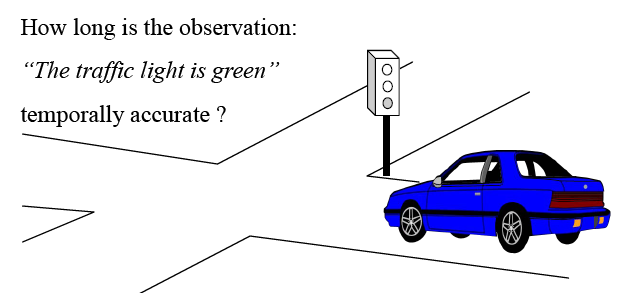 How long is the observation:
“The traffic light is green”
temporally accurate ?